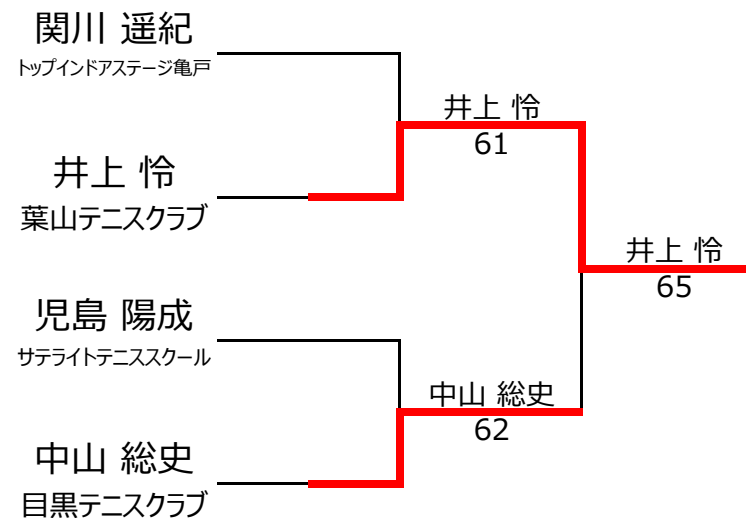 関川 遥紀
トップインドアステージ亀戸
井上 怜
61
井上 怜
葉山テニスクラブ
井上 怜
65
児島 陽成
サテライトテニススクール
中山 総史
62
中山 総史
目黒テニスクラブ